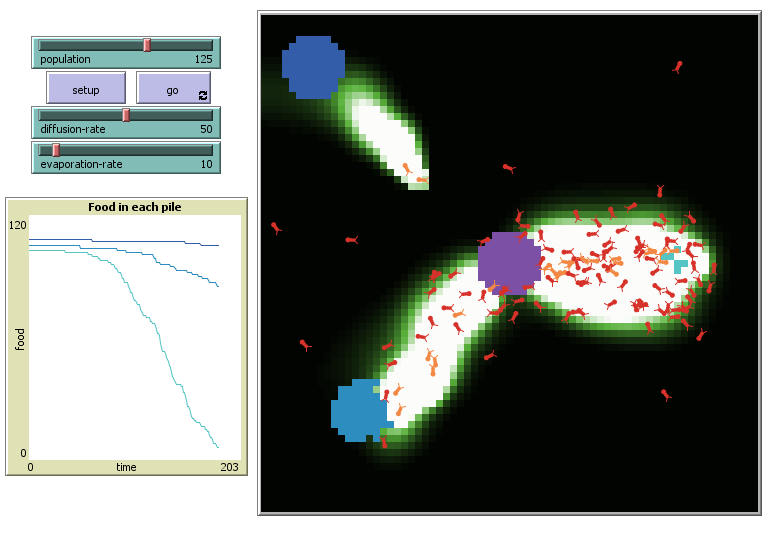 population 125
setup go
diffusion-rate 50
evaporation-rate 10
Food in each pile
120
food
0
0 time 203